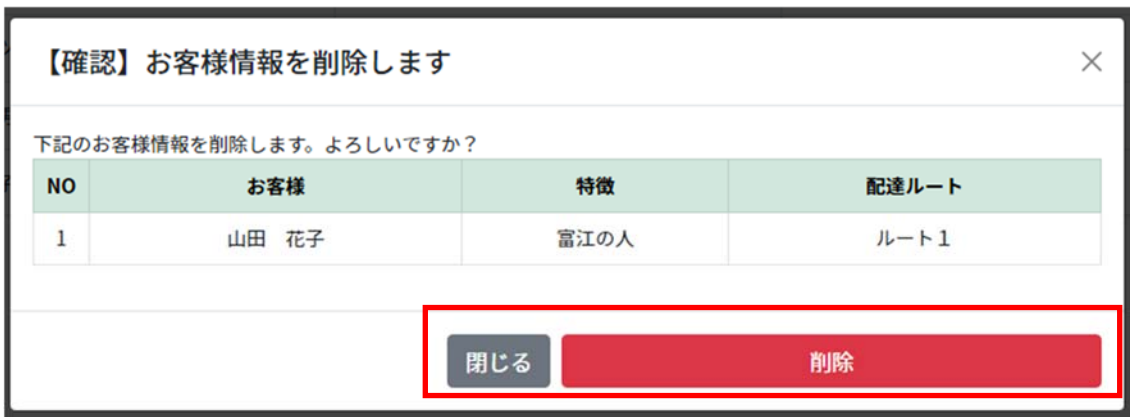 【確認】お客様情報を削除します
下記のお客様情報を削除します。よろしいですか？
NO お客様 特徴 配達ルート
1 山田　花子 富江の人 ルート１
閉じる 削除